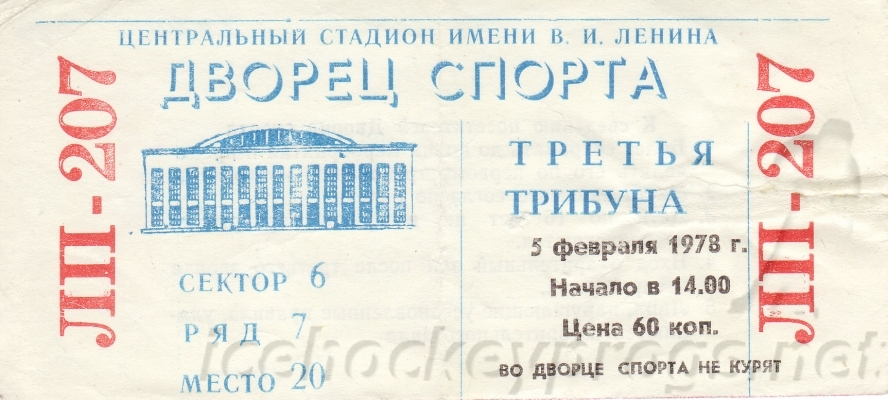 ЦЕНТРАЛЬНЫЙ СТАДИОН ИМЕНИ В. И. ЛЕНИНА
ДВОРЕЦ СПОРТА
ЛП-207
ТРЕТЬЯ
ТРИБУНА
5 февраля 1978 г.
Начало в 14.00
Цена 60 коп.
ВО ДВОРЦЕ СПОРТА НЕ КУРЯТ
СЕКТОР 6
РЯД 7
МЕСТО 20
ЛП-207
icehockeyprogs.net